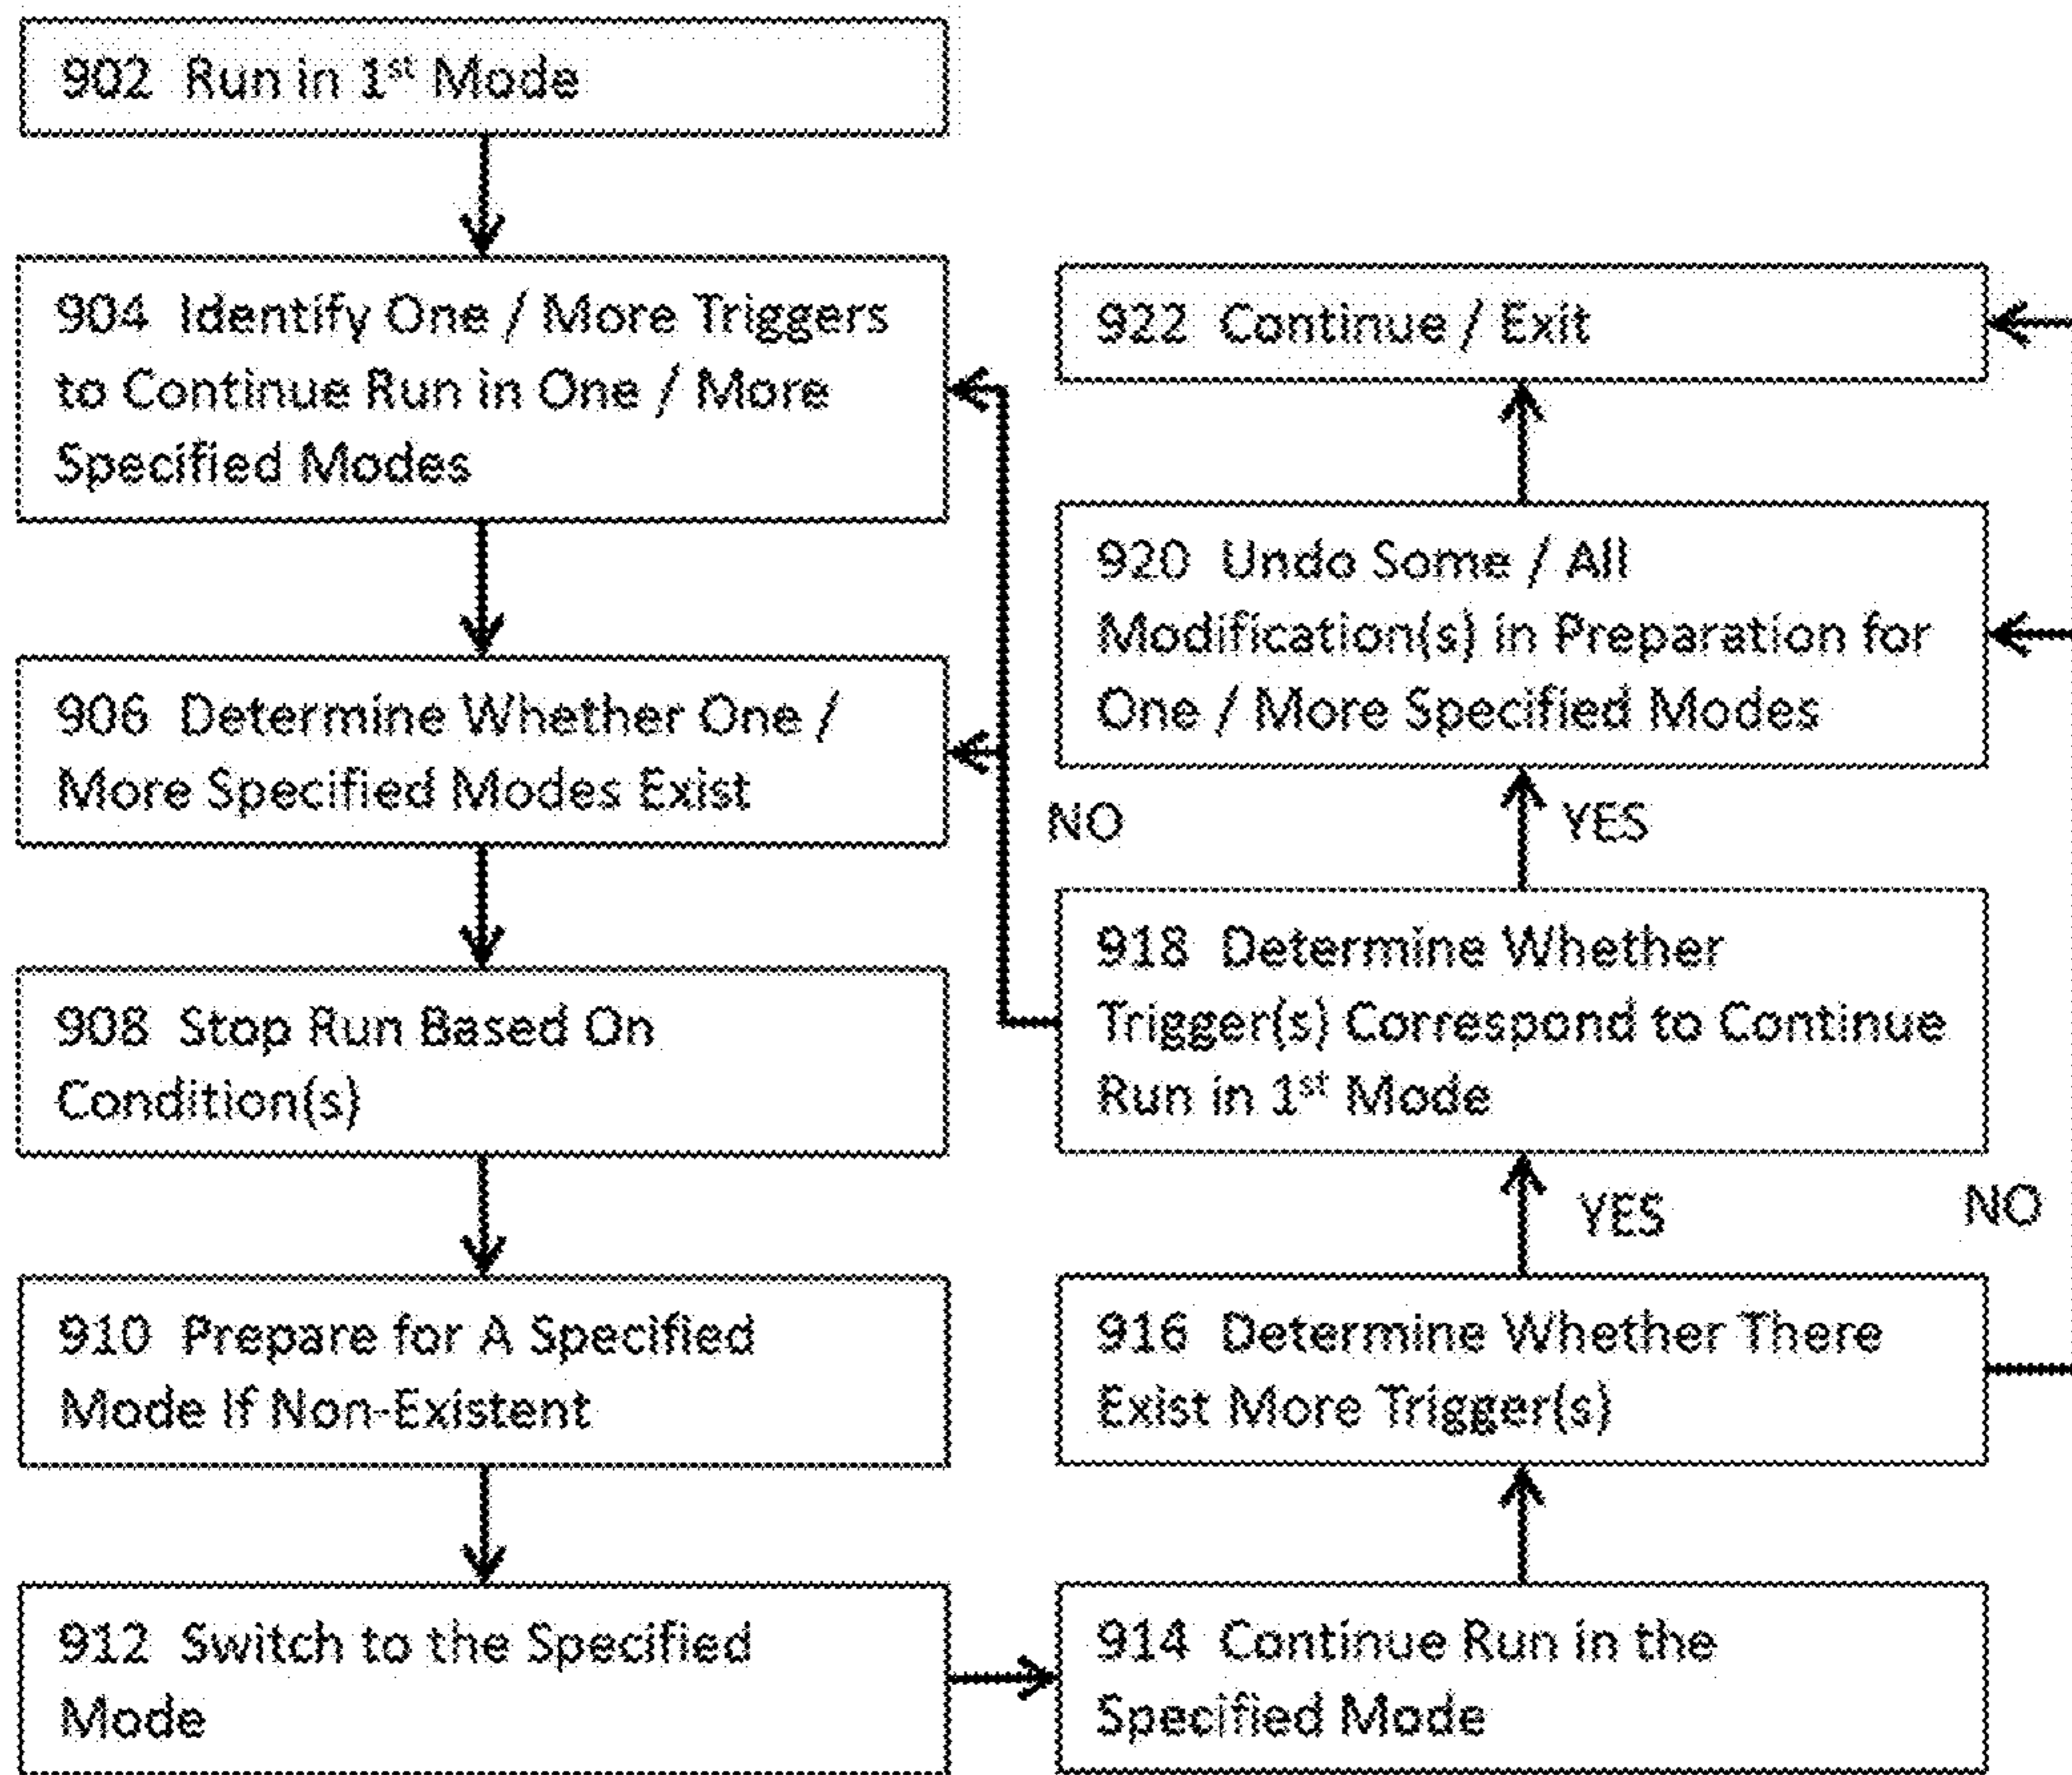 902 Run in 1st Mode
904 Identify One / More Triggers
to Continue Run in One / More
Specified Modes
906 Determine Whether One /
More Specified Modes Exist
908 Stop Run Based On
Condition(s)
910 Prepare for A Specified
Mode If Non-Existent
912 Switch to the Specified
Mode
922 Continue / Exit
920 Undo Some / All
Modification(s) in Preparation for
One / More Specified Modes
NO
YES
918 Determine Whether
Trigger(s) Correspond to Continue
Run in 1st Mode
YES
NO
916 Determine Whether There
Exist More Trigger(s)
914 Continue Run in the
Specified Mode